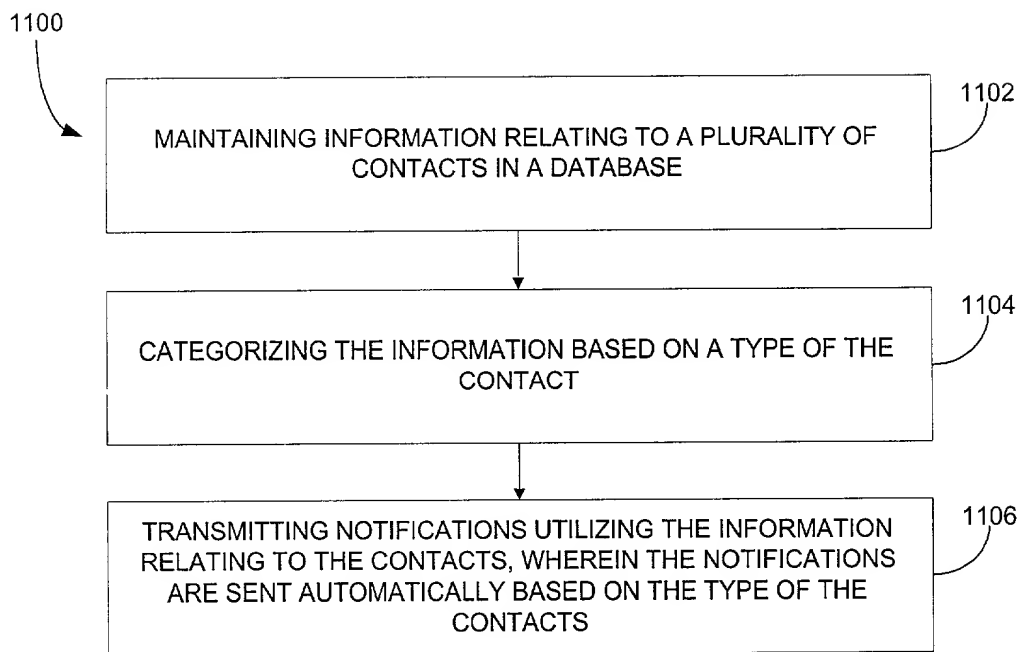 1100
1102
MAINTAINING INFORMATION RELATING TO A PLURALITY OF
CONTACTS IN A DATABASE
1104
CATEGORIZING THE INFORMATION BASED ON A TYPE OF THE
CONTACT
1106
TRANSMITTING NOTIFICATIONS UTILIZING THE INFORMATION
RELATING TO THE CONTACTS, WHEREIN THE NOTIFICATIONS
ARE SENT AUTOMATICALLY BASED ON THE TYPE OF THE
CONTACTS